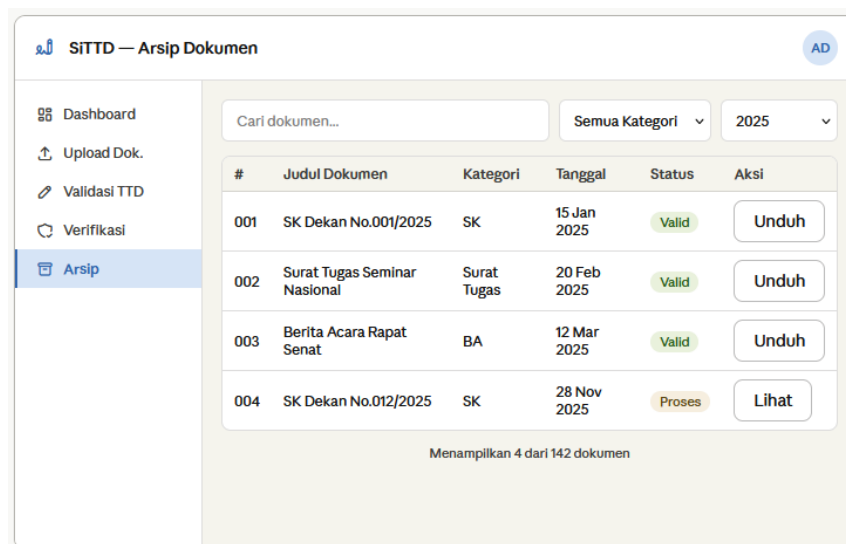 SiTTD — Arsip Dokumen
AD
Dashboard
Upload Dok.
Validasi TTD
Verifikasi
Arsip
Cari dokumen...
Semua Kategori
2025
# Judul Dokumen Kategori Tanggal Status Aksi
001 SK Dekan No.001/2025 SK 15 Jan 2025 Valid Unduh
002 Surat Tugas Seminar Nasional Surat Tugas 20 Feb 2025 Valid Unduh
003 Berita Acara Rapat Senat BA 12 Mar 2025 Valid Unduh
004 SK Dekan No.012/2025 SK 28 Nov 2025 Proses Lihat
Menampilkan 4 dari 142 dokumen